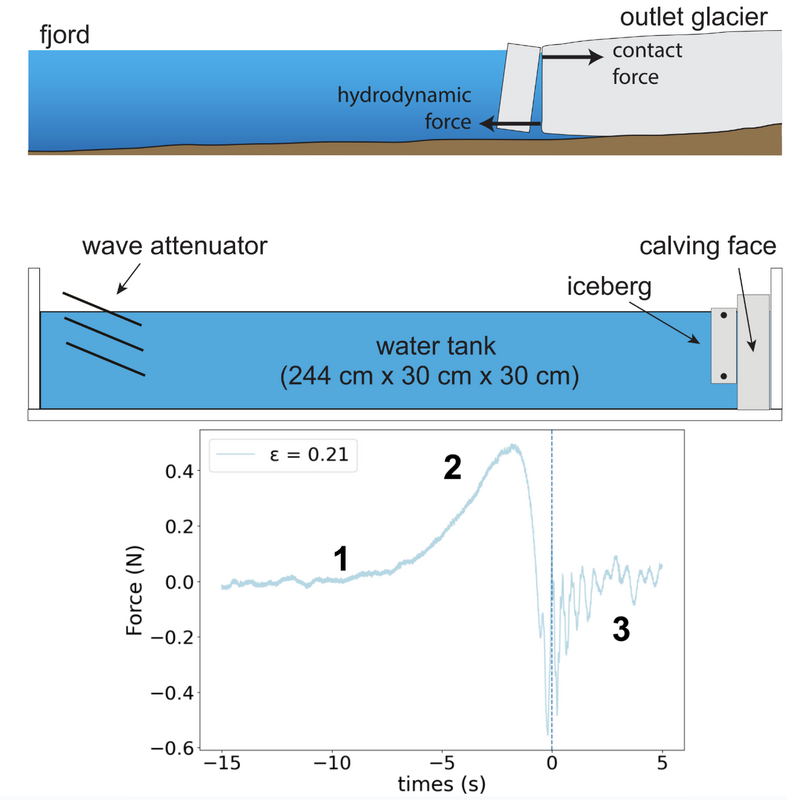 outlet glacier
fjord
contact
force
hydrodynamic
force
wave attenuator
calving face
iceberg
water tank
(244 cm x 30 cm x 30 cm)
ε = 0.21
2
1
3
Force (N)
0.4
0.2
0.0
−0.2
−0.4
−0.6
−15
−10
−5
0
5
times (s)